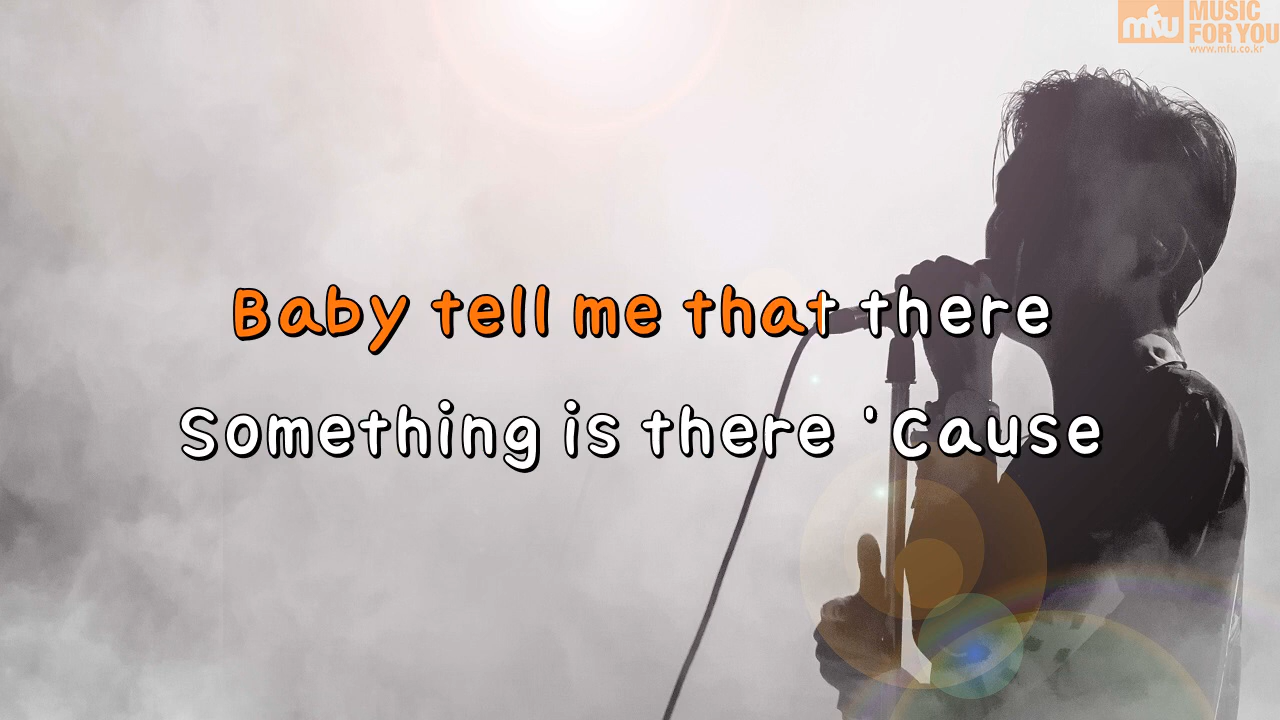 mfu MUSIC
FOR YOU
www.mfu.co.kr
Baby tell me that there
Something is there 'Cause